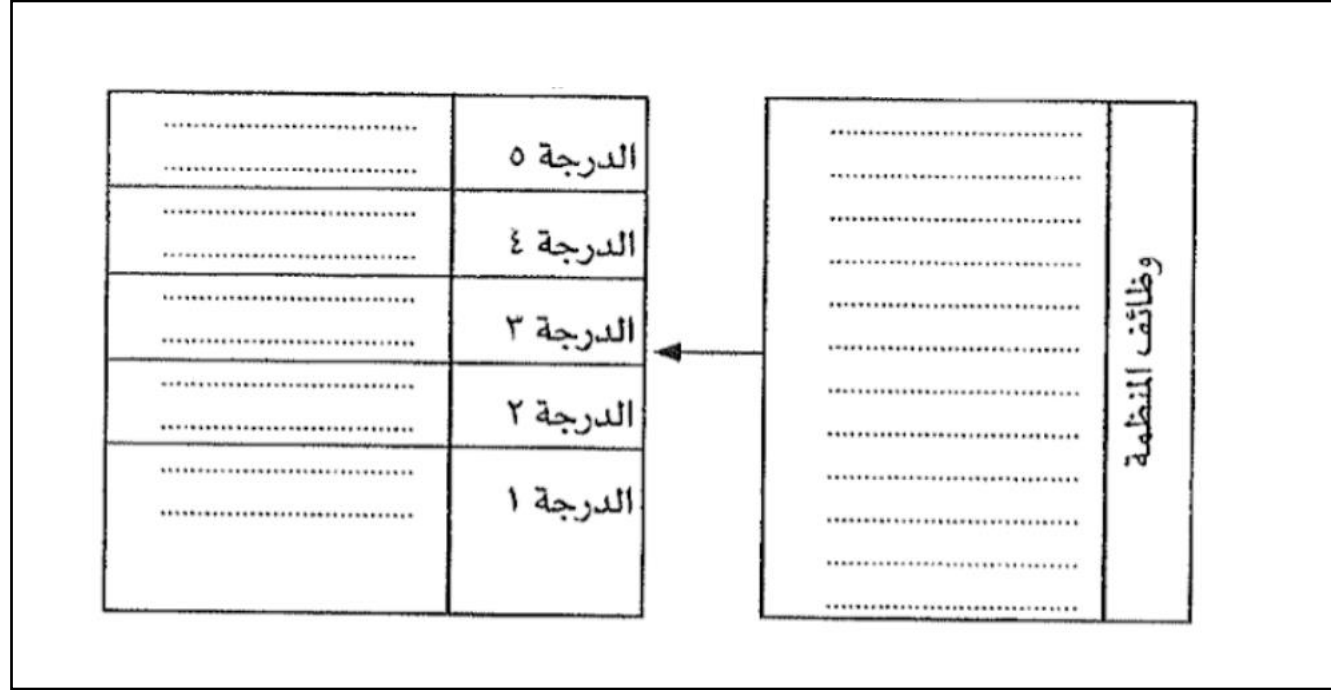 وظائف المنظمة
الدرجة ٥
الدرجة ٤
الدرجة ٣
الدرجة ٢
الدرجة ١